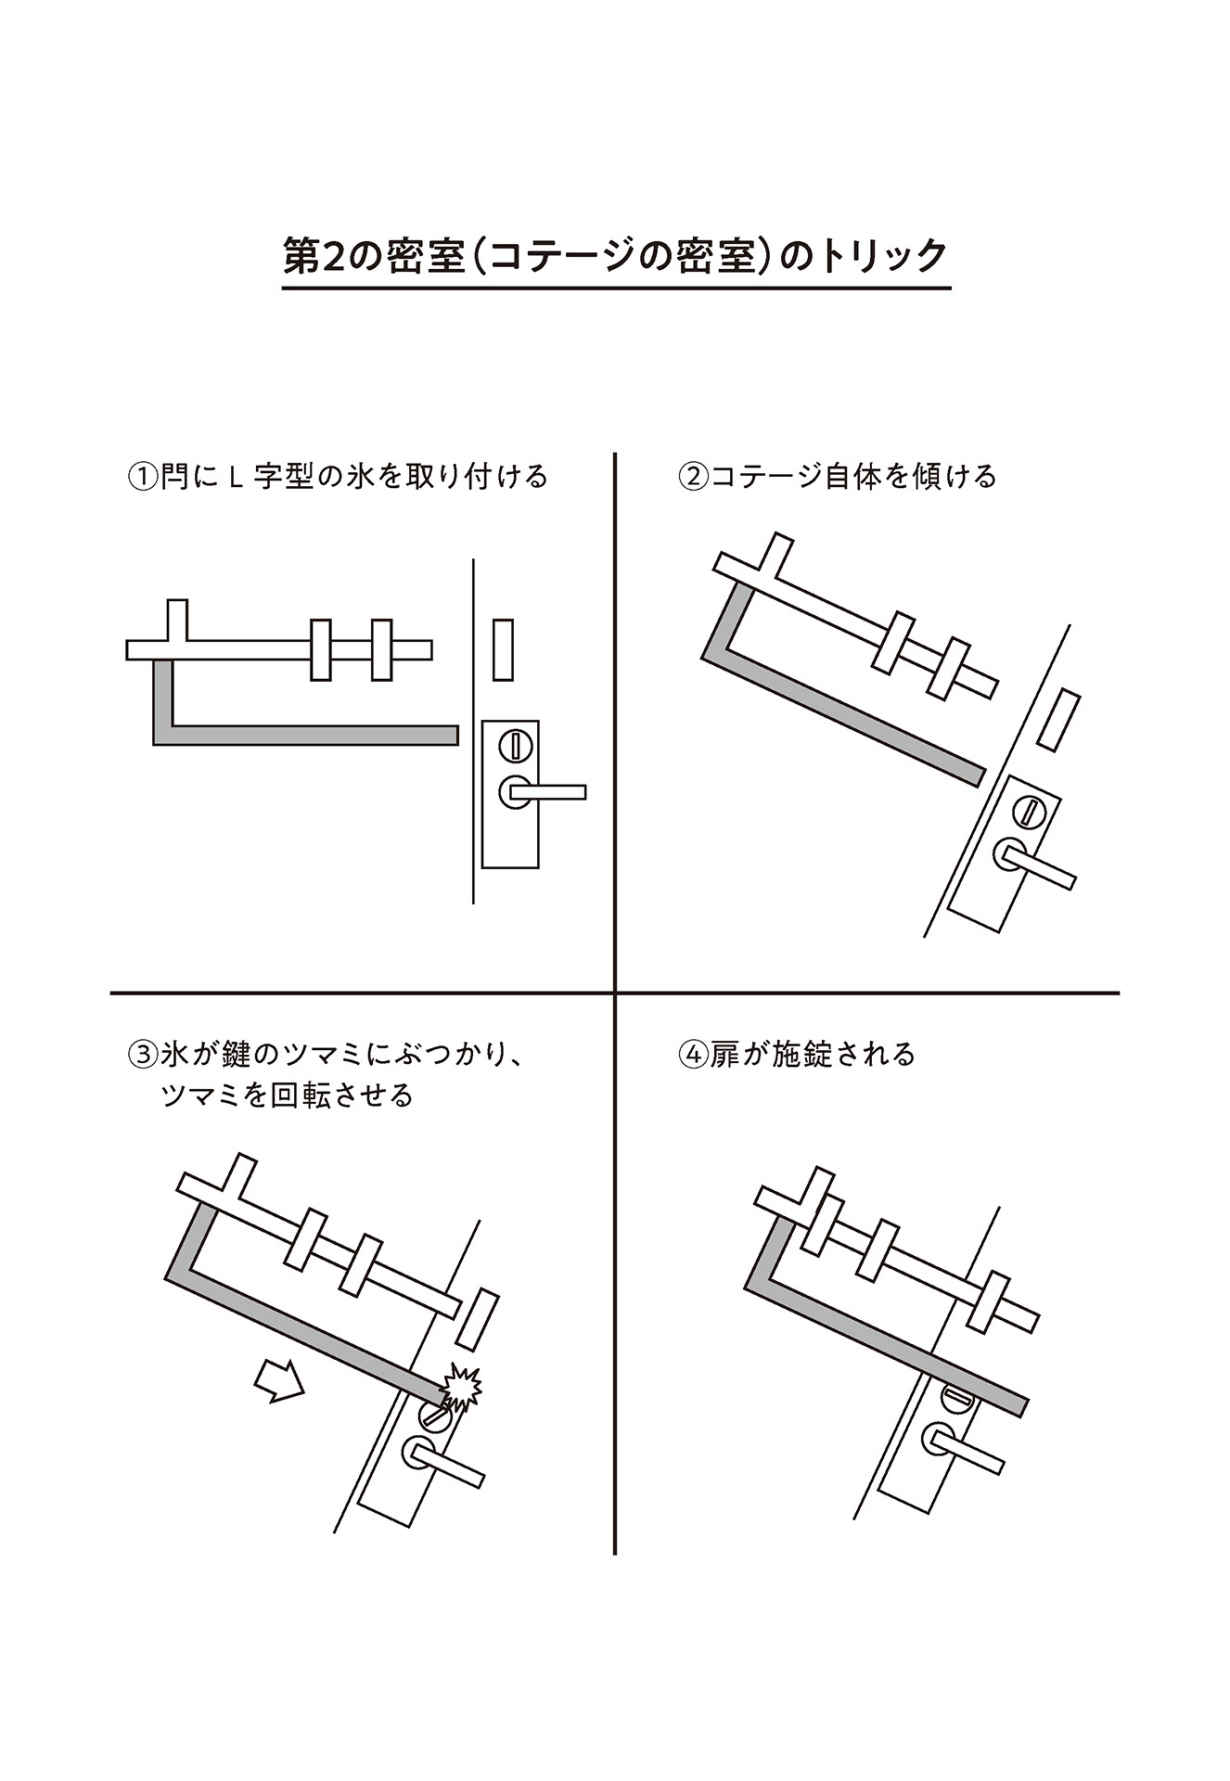 第2の密室(コテージの密室)のトリック
①閂にL字型の氷を取り付ける
②コテージ自体を傾ける
③氷が鍵のツマミにぶつかり、
ツマミを回転させる
④扉が施錠される